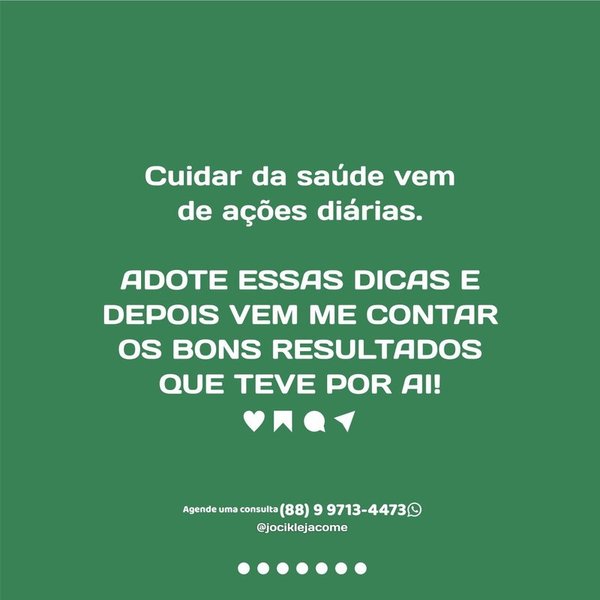 Cuidar da saúde vem
de ações diárias.
ADOTE ESSAS DICAS E
DEPOIS VEM ME CONTAR
OS BONS RESULTADOS
QUE TEVE POR AI!
Agende uma consulta (88) 9 9713-4473
@jociklejacome